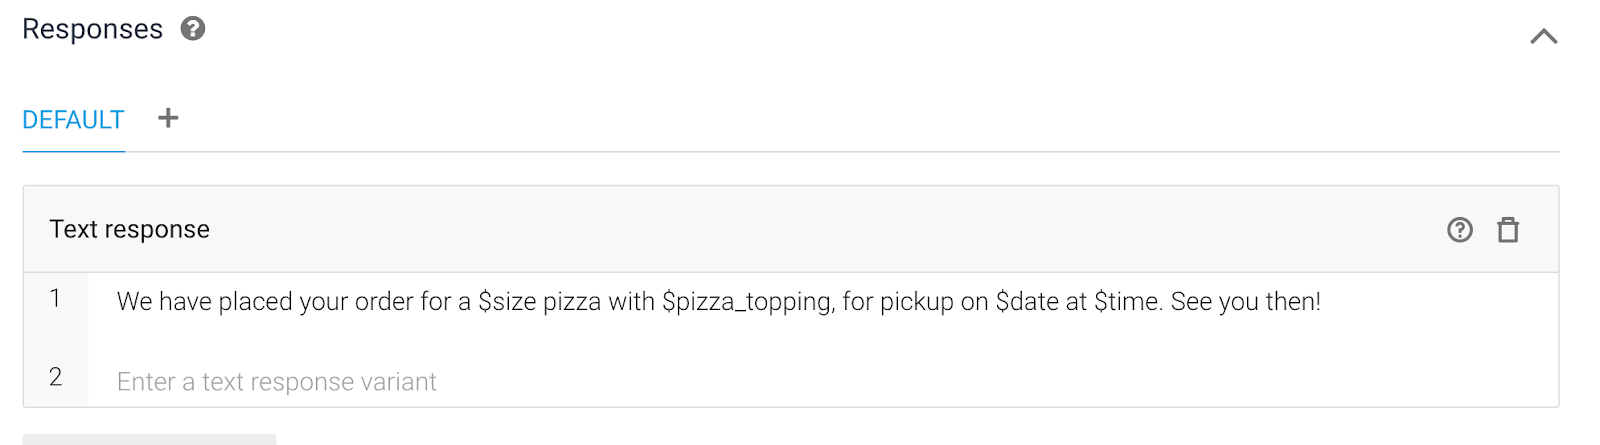 Responses
DEFAULT +
Text response
1 We have placed your order for a $size pizza with $pizza_topping, for pickup on $date at $time. See you then!
2 Enter a text response variant